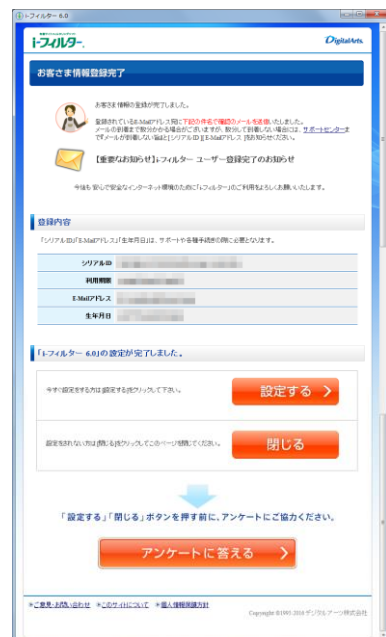 i-フィルター 6.0
i-フィルター.
Digital Arts
お客さま情報登録完了
お客さま情報の登録が完了しました。
登録されているE-Mailアドレス宛に下記の件名で確認のメールを送信いたしました。
メールの到着まで数分かかる場合がございますが、数分して到着しない場合には、サポートセンターま
で「メールが到着しない旨」と「シリアルID」「E-Mailアドレス」をお知らせください。
【重要なお知らせ】i-フィルター ユーザー登録完了のお知らせ
今後も安心で安全なインターネット環境のために「i-フィルター」のご利用をよろしくお願いいたします。
登録内容
「シリアルID」「E-Mailアドレス」「生年月日」は、サポートや各種手続きの際に必要となります。
シリアルID
利用期限
E-Mailアドレス
生年月日
「i-フィルター 6.0」の設定が完了しました。
今すぐ設定をする方は[設定する]をクリックして下さい。
設定する
設定をされない方は[閉じる]をクリックしてこのページを閉じてください。
閉じる
「設定する」「閉じる」ボタンを押す前に、アンケートにご協力ください。
アンケートに答える
ご意見・お問い合わせ このサイトについて 個人情報保護方針
Copyright ©1995-2010 デジタルアーツ株式会社